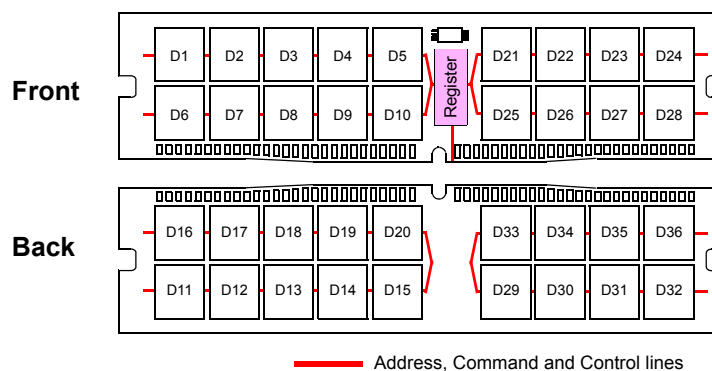 D1 D2 D3 D4 D5 D21 D22 D23 D24
Front
Register
D6 D7 D8 D9 D10 D25 D26 D27 D28
D16 D17 D18 D19 D20 D33 D34 D35 D36
Back
D11 D12 D13 D14 D15 D29 D30 D31 D32
Address, Command and Control lines